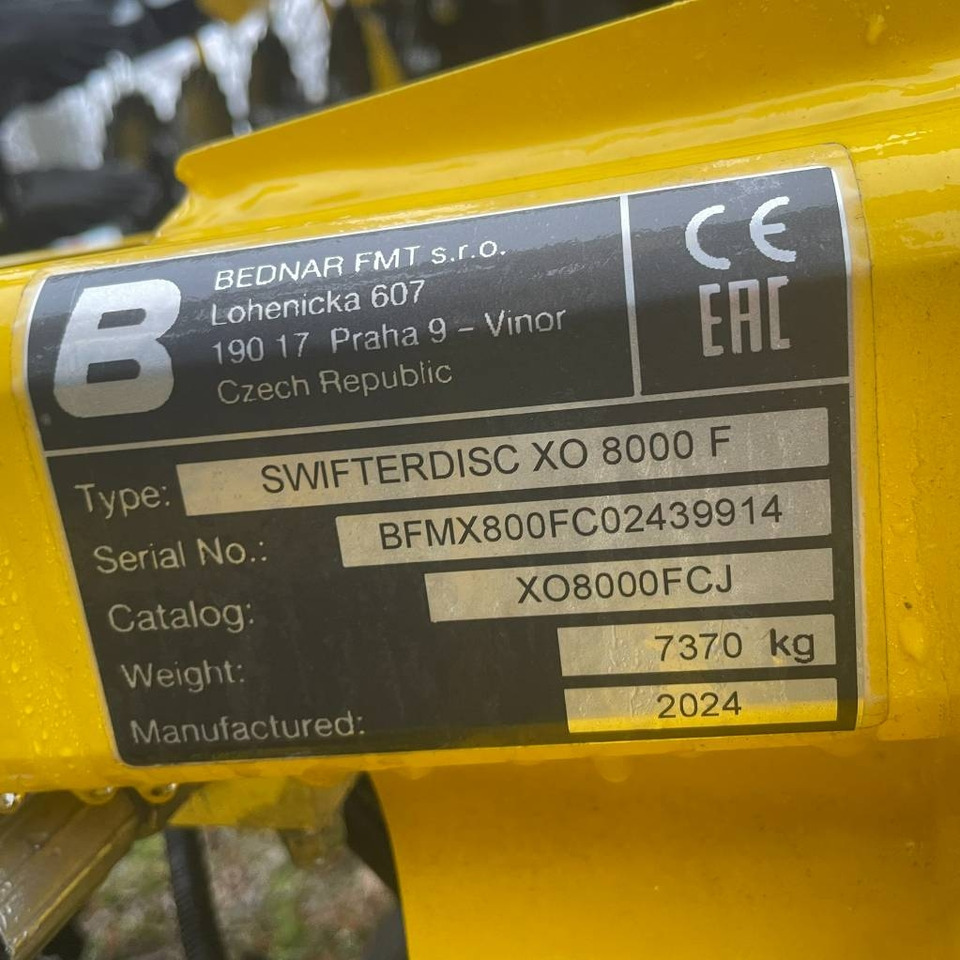 B
BEDNAR FMT s.r.o.
Lohenicka 607
190 17 Praha 9 – Vinor
Czech Republic
CE
EAC
Type: SWIFTERDISC XO 8000 F
Serial No.: BFMX800FC02439914
Catalog: XO8000FCJ
Weight: 7370 kg
Manufactured: 2024